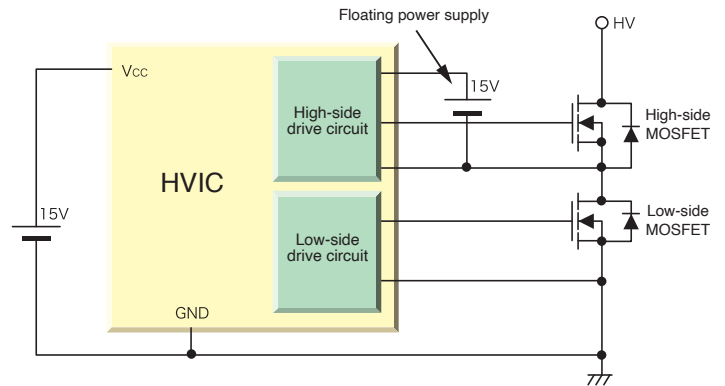 Floating power supply
HV
VCC
15V
High-side
drive circuit
High-side
MOSFET
HVIC
15V
Low-side
drive circuit
Low-side
MOSFET
GND